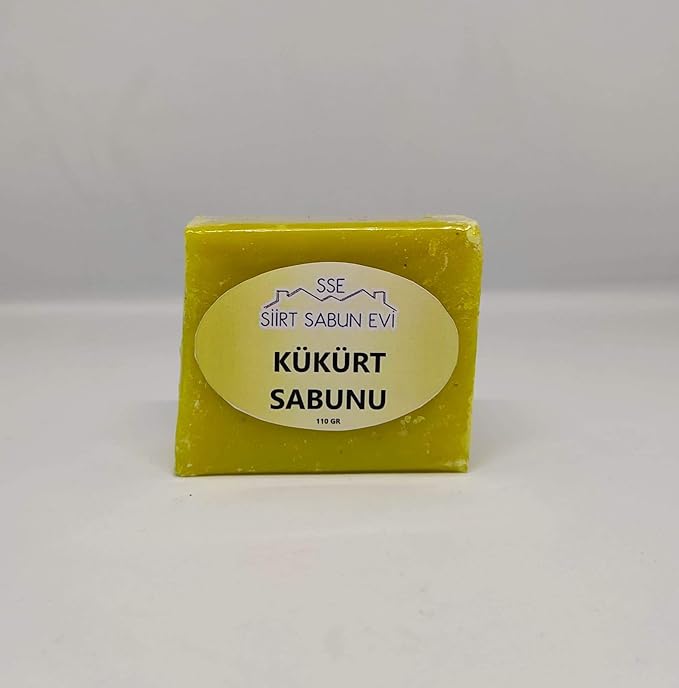 SSE
SİİRT SABUN EVİ
KÜKÜRT
SABUNU
110 GR